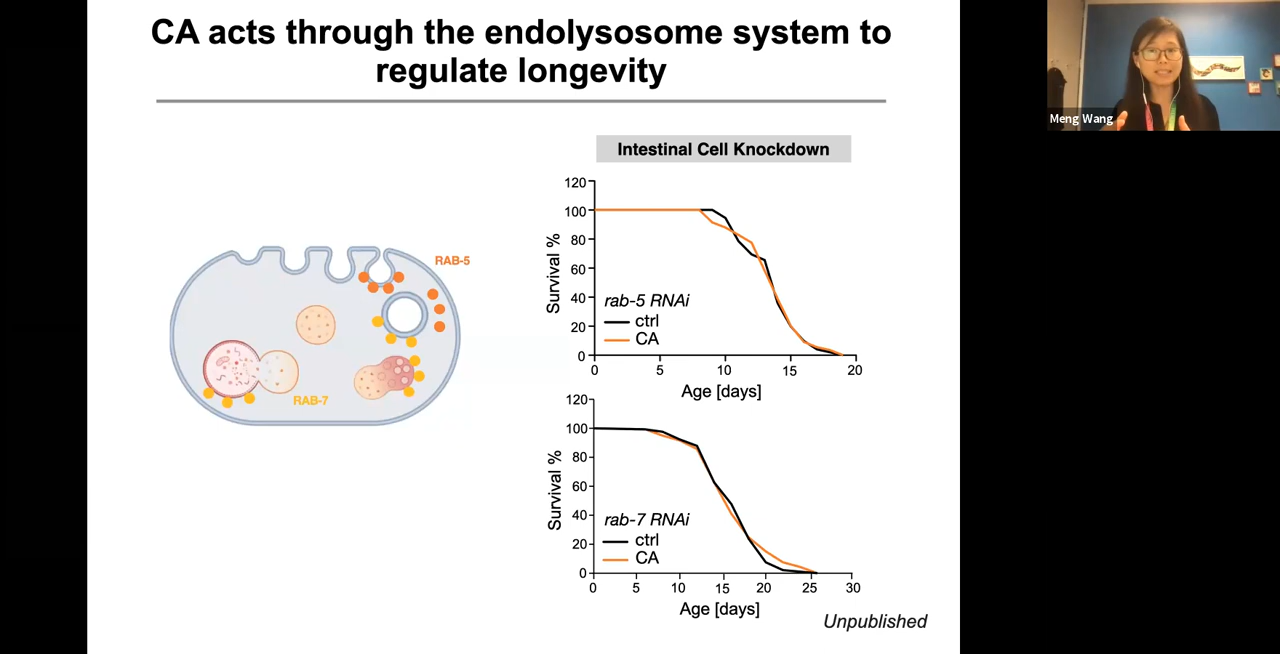 CA acts through the endolysosome system to
regulate longevity
Meng Wang
RAB-5
RAB-7
Intestinal Cell Knockdown
120
100
80
60
40
20
0
Survival %
rab-5 RNAi
ctrl
CA
0 5 10 15 20
Age [days]
120
100
80
60
40
20
0
Survival %
rab-7 RNAi
ctrl
CA
0 5 10 15 20 25 30
Age [days]
Unpublished